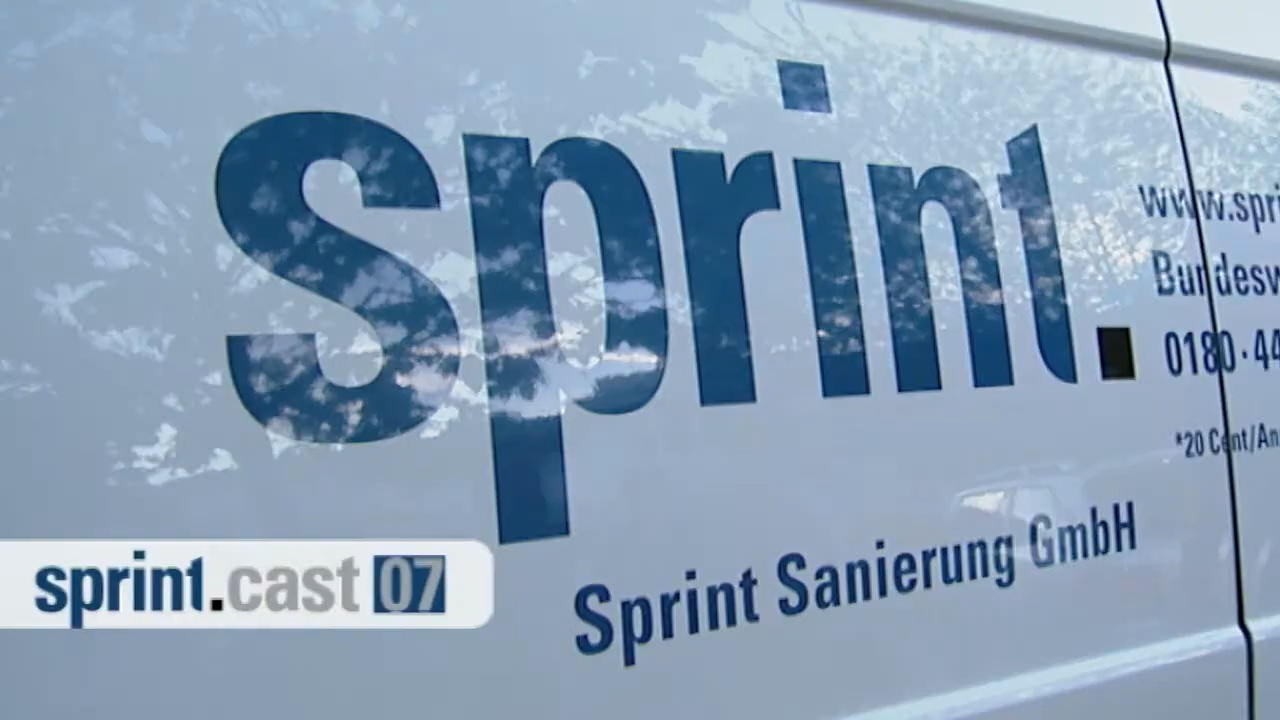 sprint.
www.spri
Bundesw
0180·44
*20 Cent/An
Sprint Sanierung GmbH
sprint.cast 07